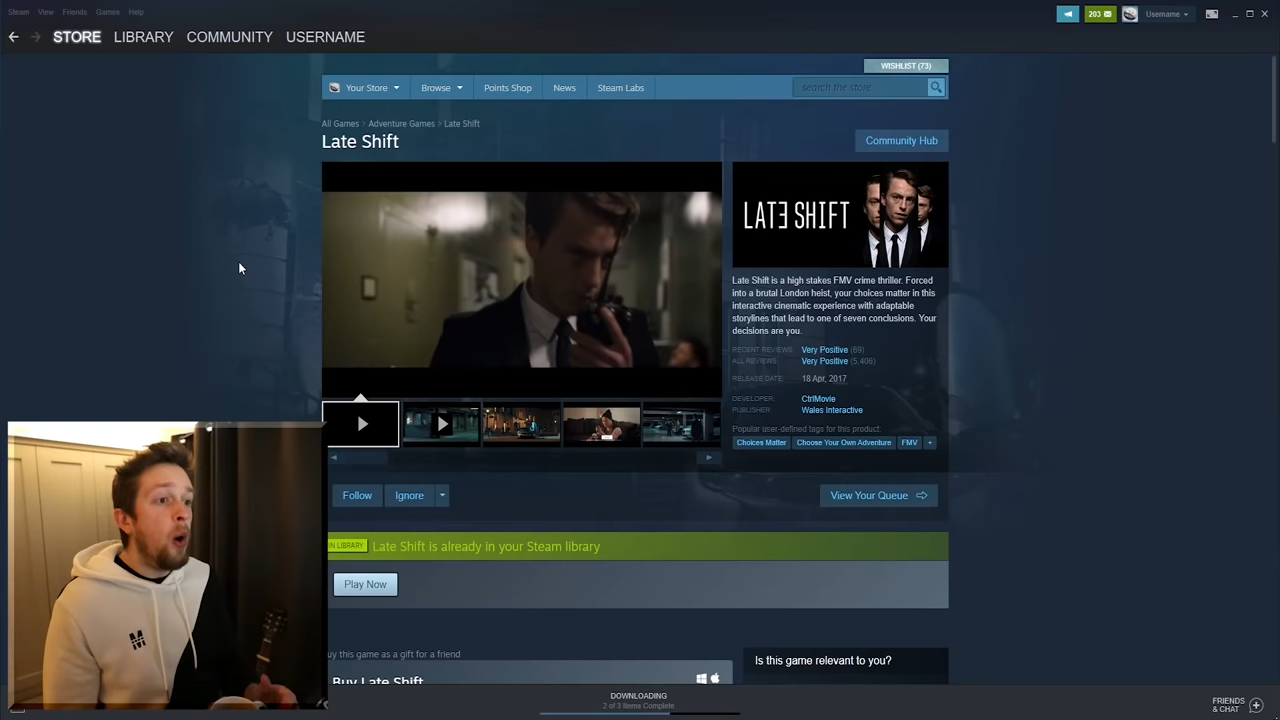 Steam View Friends Games Help
203
Username
STORE LIBRARY COMMUNITY USERNAME
WISHLIST (73)
Your Store Browse Points Shop News Steam Labs
search the store
All Games > Adventure Games > Late Shift
Late Shift
Community Hub
LATE SHIFT
Late Shift is a high stakes FMV crime thriller. Forced
into a brutal London heist, your choices matter in this
interactive cinematic experience with adaptable
storylines that lead to one of seven conclusions. Your
decisions are you.
RECENT REVIEWS: Very Positive (69)
ALL REVIEWS: Very Positive (5,406)
RELEASE DATE: 18 Apr, 2017
DEVELOPER: CtrlMovie
PUBLISHER: Wales Interactive
Popular user-defined tags for this product:
Choices Matter Choose Your Own Adventure FMV +
Follow Ignore
View Your Queue
IN LIBRARY Late Shift is already in your Steam library
Play Now
uy this game as a gift for a friend
Buy Late Shift
Is this game relevant to you?
DOWNLOADING
2 of 3 Items Complete
FRIENDS
& CHAT